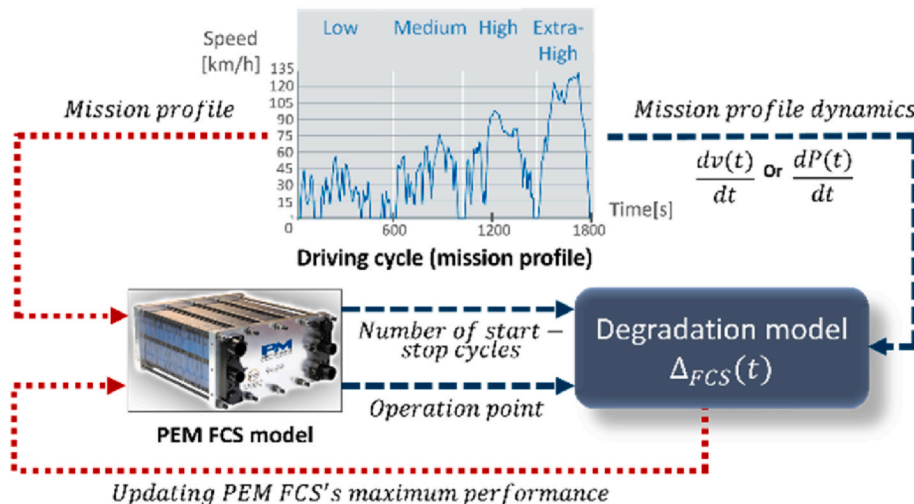 Low Medium High Extra-
High
Speed
[km/h]
135
120
105
90
75
60
45
30
15
0 600 1200 1800
Time[s]
Driving cycle (mission profile)
Mission profile
Mission profile dynamics
dv(t)/dt Or dP(t)/dt
PM
PEM FCS model
Number of start –
stop cycles
Operation point
Degradation model
Δ_FCS(t)
Updating PEM FCS's maximum performance